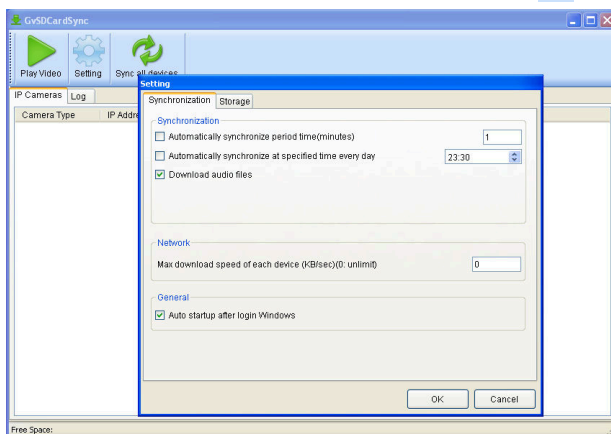 GvSDCardSync
Play Video
Setting
Sync all devices
IP Cameras
Log
Camera Type
IP Addre
Setting
Synchronization
Storage
Synchronization
Automatically synchronize period time(minutes)
1
Automatically synchronize at specified time every day
23:30
Download audio files
Network
Max download speed of each device (KB/sec)(0: unlimit)
0
General
Auto startup after login Windows
OK
Cancel
Free Space: